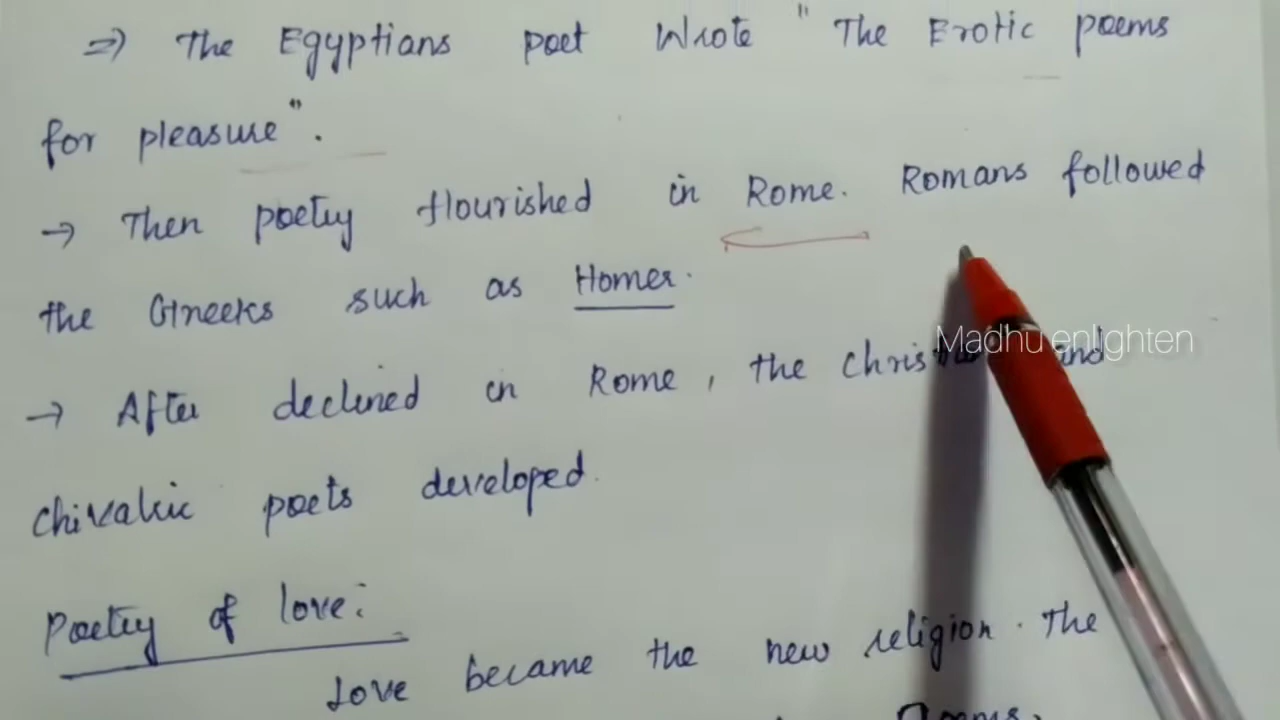 ⇒ The Egyptians poet Wrote "The Erotic poems
for pleasure".
→ Then poetry flourished in Rome. Romans followed
the Greeks such as Homer.
→ After declined in Rome, the and
chivalric poets developed.
Poetry of love:
Love became the new religion. The
Poems.
Madhu enlighten